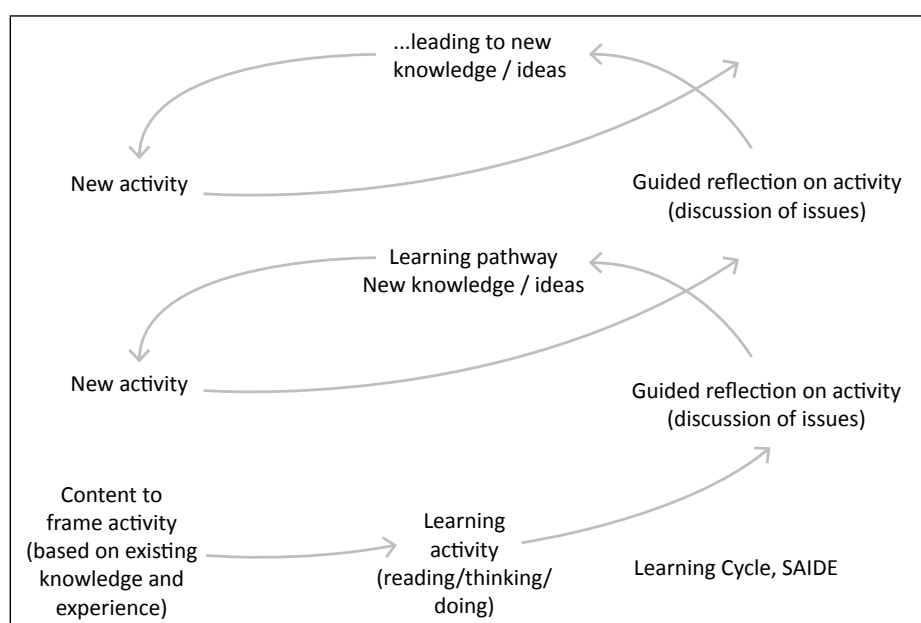 ...leading to new
knowledge / ideas
New activity
Guided reflection on activity
(discussion of issues)
Learning pathway
New knowledge / ideas
New activity
Guided reflection on activity
(discussion of issues)
Content to
frame activity
(based on existing
knowledge and
experience)
Learning
activity
(reading/thinking/
doing)
Learning Cycle, SAIDE